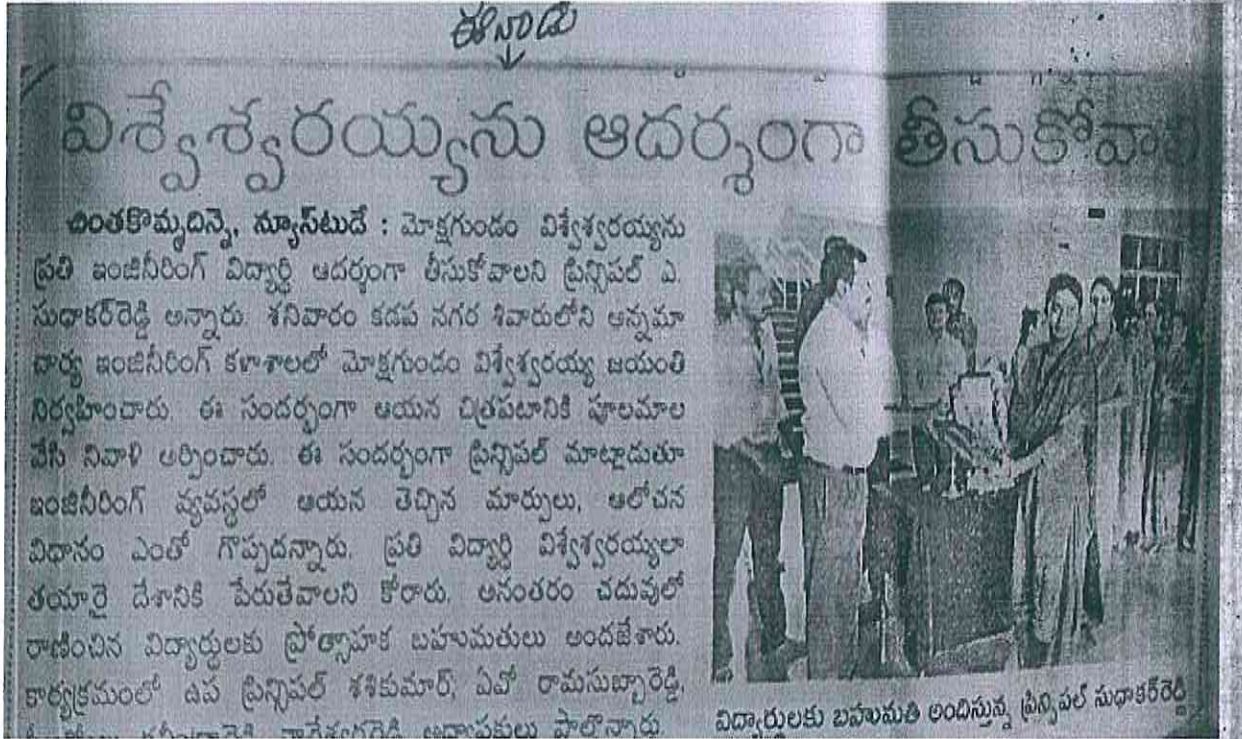 ఈనాడు
విశ్వేశ్వరయ్యను ఆదర్శంగా తీసుకోవాలి
చింతకొమ్మదిన్నె, న్యూస్‌టుడే : మోక్షగుండం విశ్వేశ్వరయ్యను
ప్రతి ఇంజినీరింగ్ విద్యార్థి ఆదర్శంగా తీసుకోవాలని ప్రిన్సిపల్ ఎ.
సుధాకర్‌రెడ్డి అన్నారు. శనివారం కడప నగర శివారులోని అన్నమా
చార్య ఇంజినీరింగ్ కళాశాలలో మోక్షగుండం విశ్వేశ్వరయ్య జయంతి
నిర్వహించారు. ఈ సందర్భంగా ఆయన చిత్రపటానికి పూలమాల
వేసి నివాళి అర్పించారు. ఈ సందర్భంగా ప్రిన్సిపల్ మాట్లాడుతూ
ఇంజినీరింగ్ వ్యవస్థలో ఆయన తెచ్చిన మార్పులు, ఆలోచన
విధానం ఎంతో గొప్పదన్నారు. ప్రతి విద్యార్థి విశ్వేశ్వరయ్యలా
తయారై దేశానికి పేరుతేవాలని కోరారు. అనంతరం చదువులో
రాణించిన విద్యార్థులకు ప్రోత్సాహక బహుమతులు అందజేశారు.
కార్యక్రమంలో ఉప ప్రిన్సిపల్ శశికుమార్, ఏవో రామసుబ్బారెడ్డి,
నాగేశ్వరరెడ్డి అధ్యాపకులు పాల్గొన్నారు.
విద్యార్థులకు బహుమతి అందిస్తున్న ప్రిన్సిపల్ సుధాకర్‌రెడ్డి